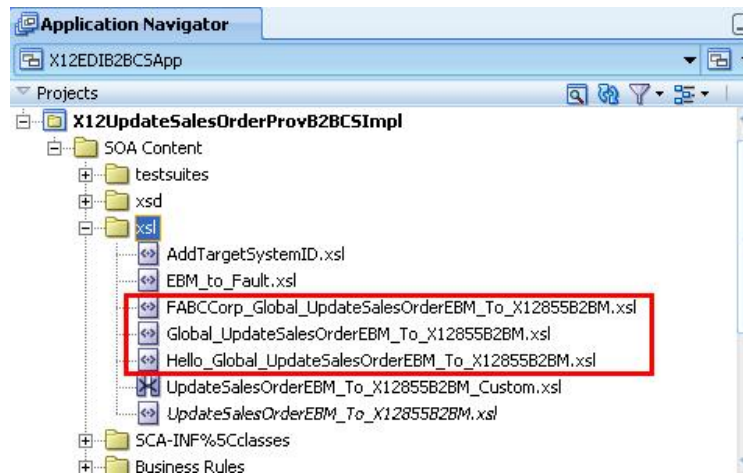 Application Navigator
X12EDIB2BCSApp
Projects
X12UpdateSalesOrderProvB2BCSImpl
SOA Content
testsuites
xsd
xsl
AddTargetSystemID.xsl
EBM_to_Fault.xsl
FABCCorp_Global_UpdateSalesOrderEBM_To_X12855B2BM.xsl
Global_UpdateSalesOrderEBM_To_X12855B2BM.xsl
Hello_Global_UpdateSalesOrderEBM_To_X12855B2BM.xsl
UpdateSalesOrderEBM_To_X12855B2BM_Custom.xsl
UpdateSalesOrderEBM_To_X12855B2BM.xsl
SCA-INF%5Cclasses
Business Rules